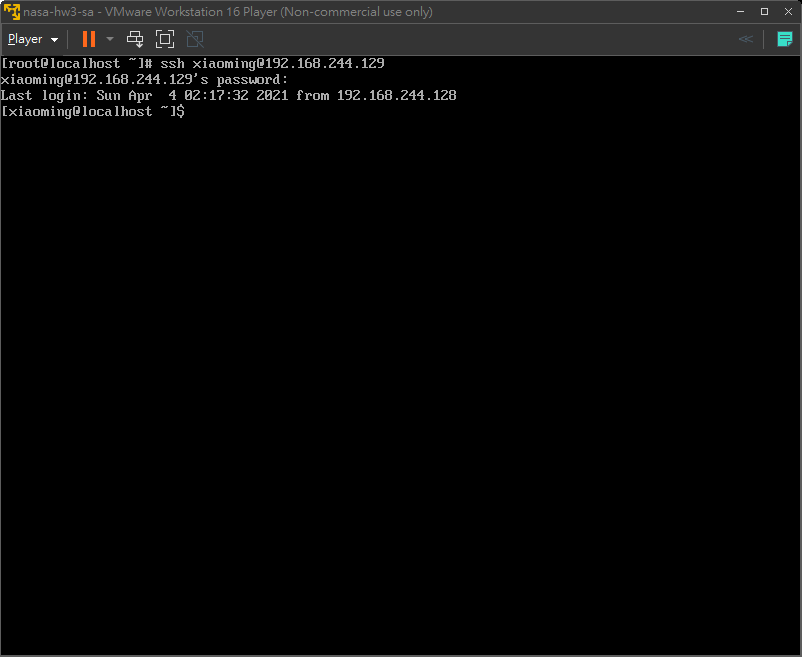 nasa-hw3-sa - VMware Workstation 16 Player (Non-commercial use only)
Player
[root@localhost ~]# ssh xiaoming@192.168.244.129
xiaoming@192.168.244.129's password:
Last login: Sun Apr  4 02:17:32 2021 from 192.168.244.128
[xiaoming@localhost ~]$